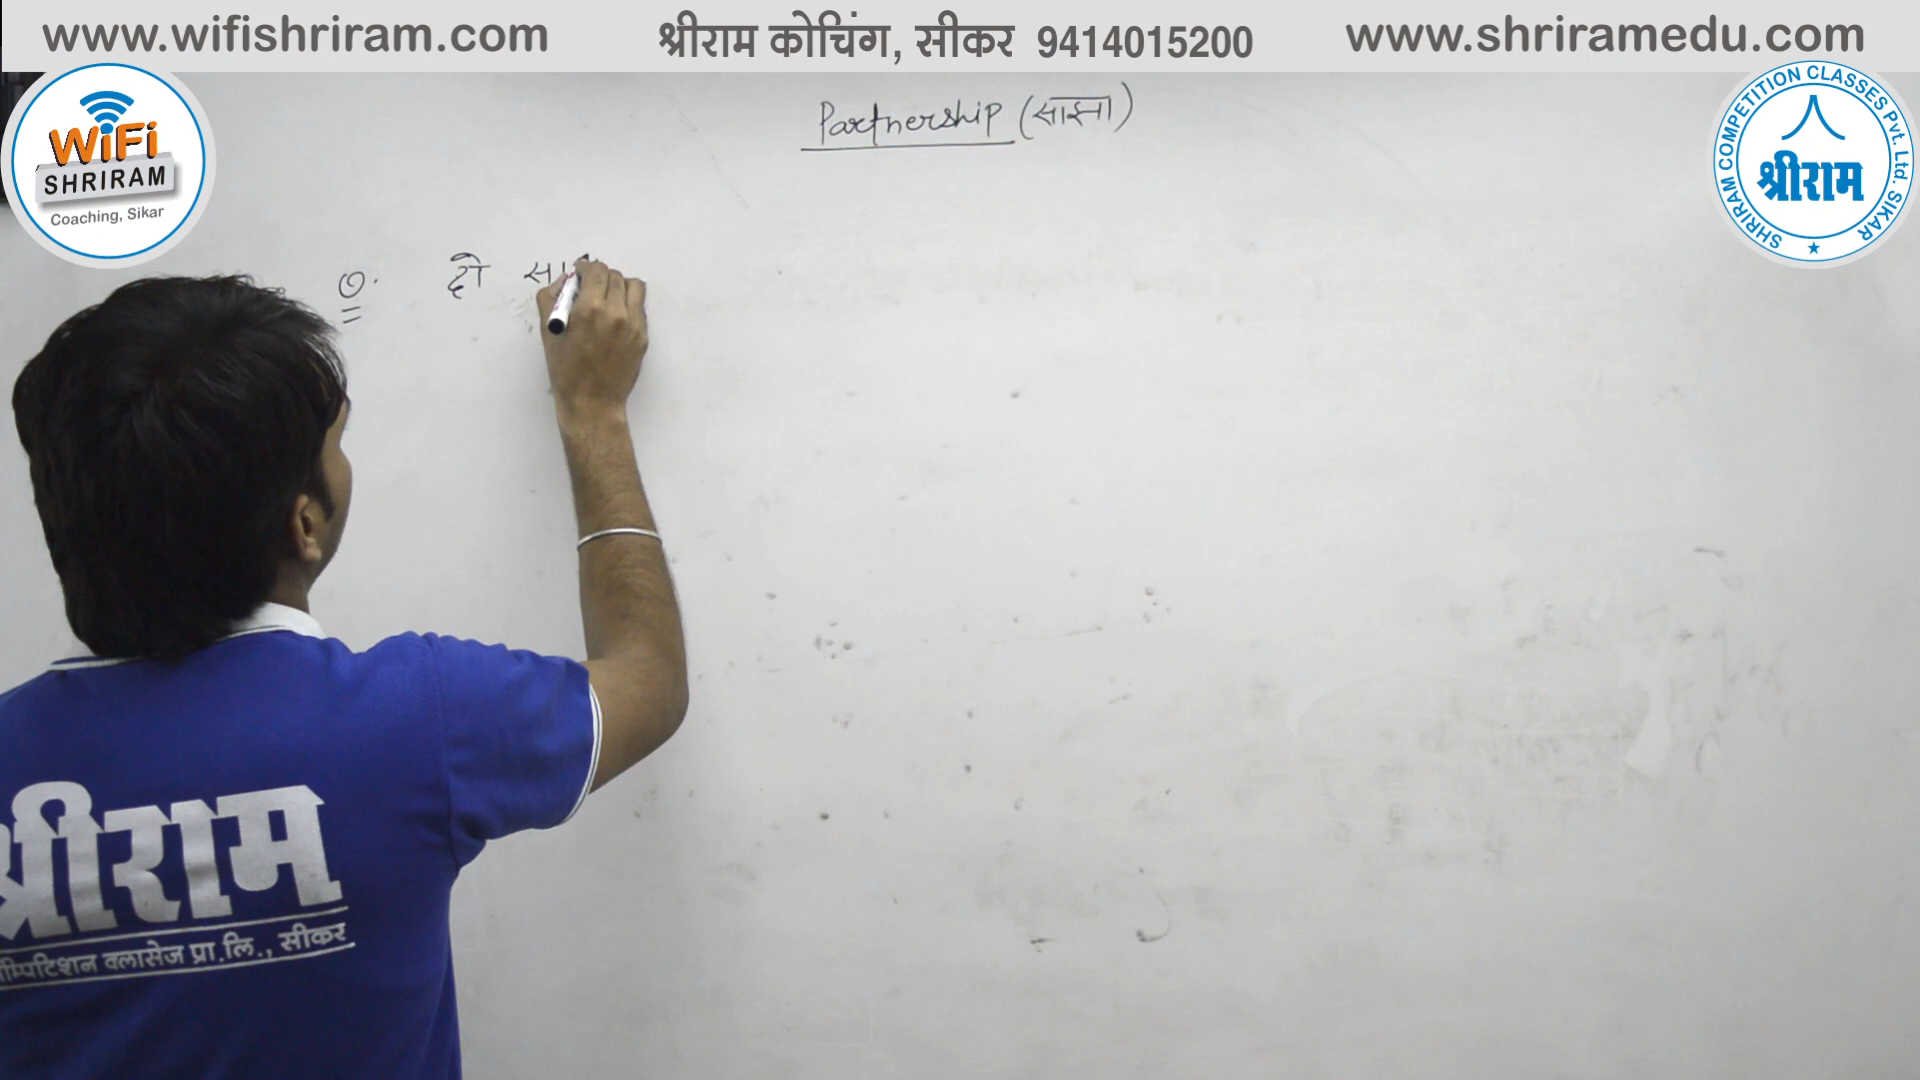 www.wifishriram.com
श्रीराम कोचिंग, सीकर 9414015200
www.shriramedu.com
WiFi
SHRIRAM
Coaching, Sikar
SHRIRAM COMPETITION CLASSES Pvt. Ltd. SIKAR
श्रीराम
Partnership (साझा)
Q. दो
श्रीराम
क्लासेज प्रा.लि., सीकर